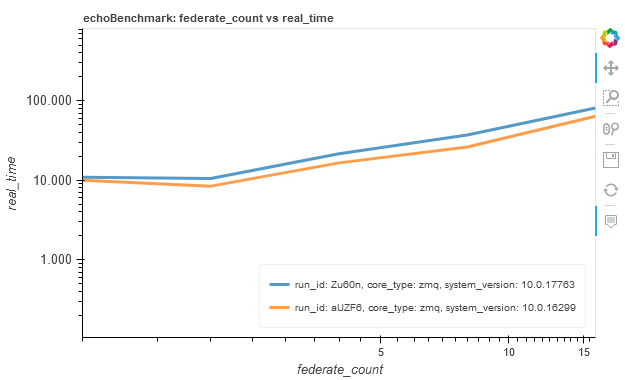 echoBenchmark: federate_count vs real_time
100.000
10.000
1.000
real_time
run_id: Zu60n, core_type: zmq, system_version: 10.0.17763
run_id: aUZF6, core_type: zmq, system_version: 10.0.16299
5
10
15
federate_count